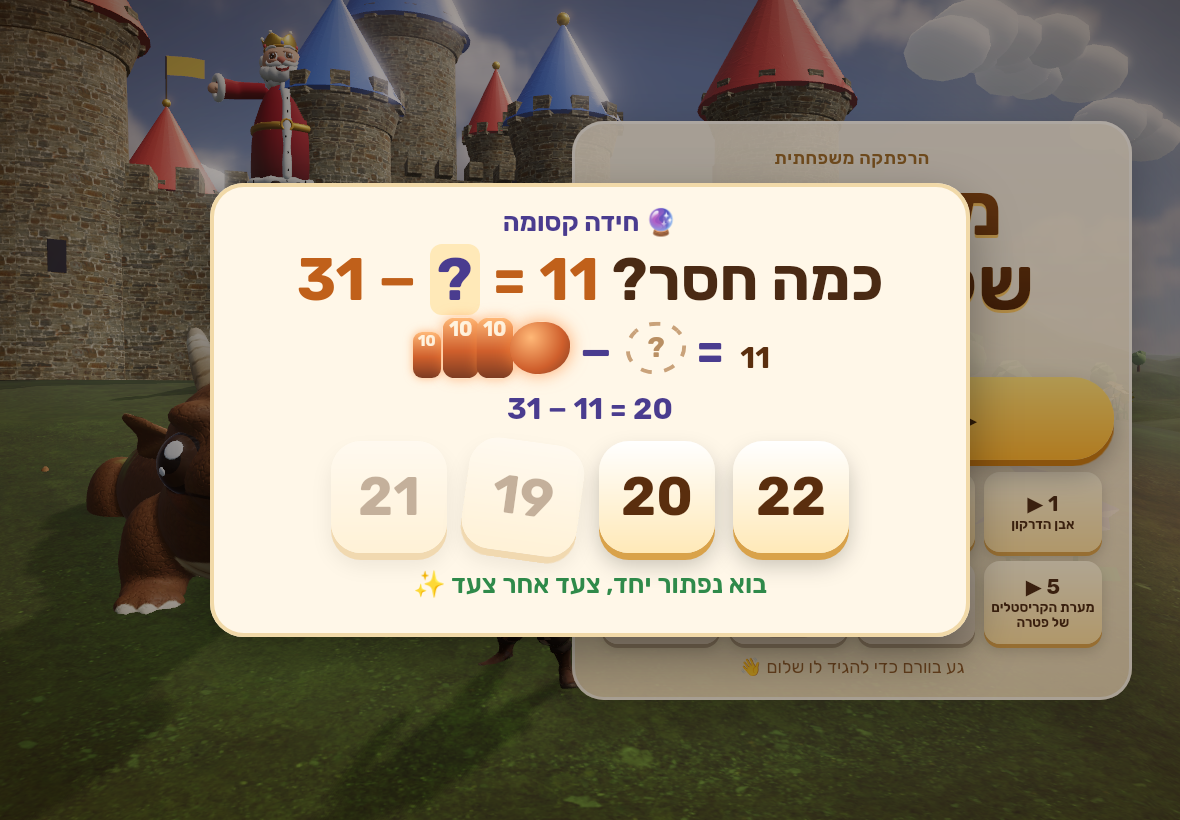 הרפתקה משפחתית
🔮 חידה קסומה
כמה חסר? 31 – ? = 11
10 10 10 – ? = 11
31 – 11 = 20
21 19 20 22
בוא נפתור יחד, צעד אחר צעד ✨
▶ 1
אבן הדרקון
▶ 5
מערת הקריסטלים
של פטרה
גע בוורם כדי להגיד לו שלום 👋